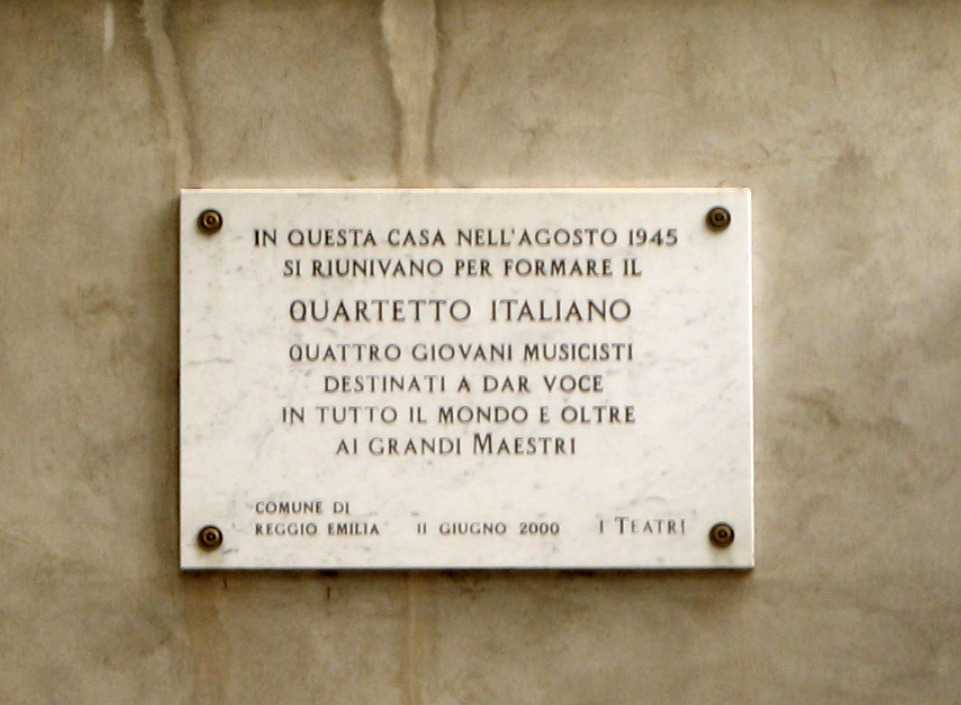 IN QUESTA CASA NELL'AGOSTO 1945
SI RIUNIVANO PER FORMARE IL
QUARTETTO ITALIANO
QUATTRO GIOVANI MUSICISTI
DESTINATI A DAR VOCE
IN TUTTO IL MONDO E OLTRE
AI GRANDI MAESTRI
COMUNE DI
REGGIO EMILIA 11 GIUGNO 2000 I TEATRI